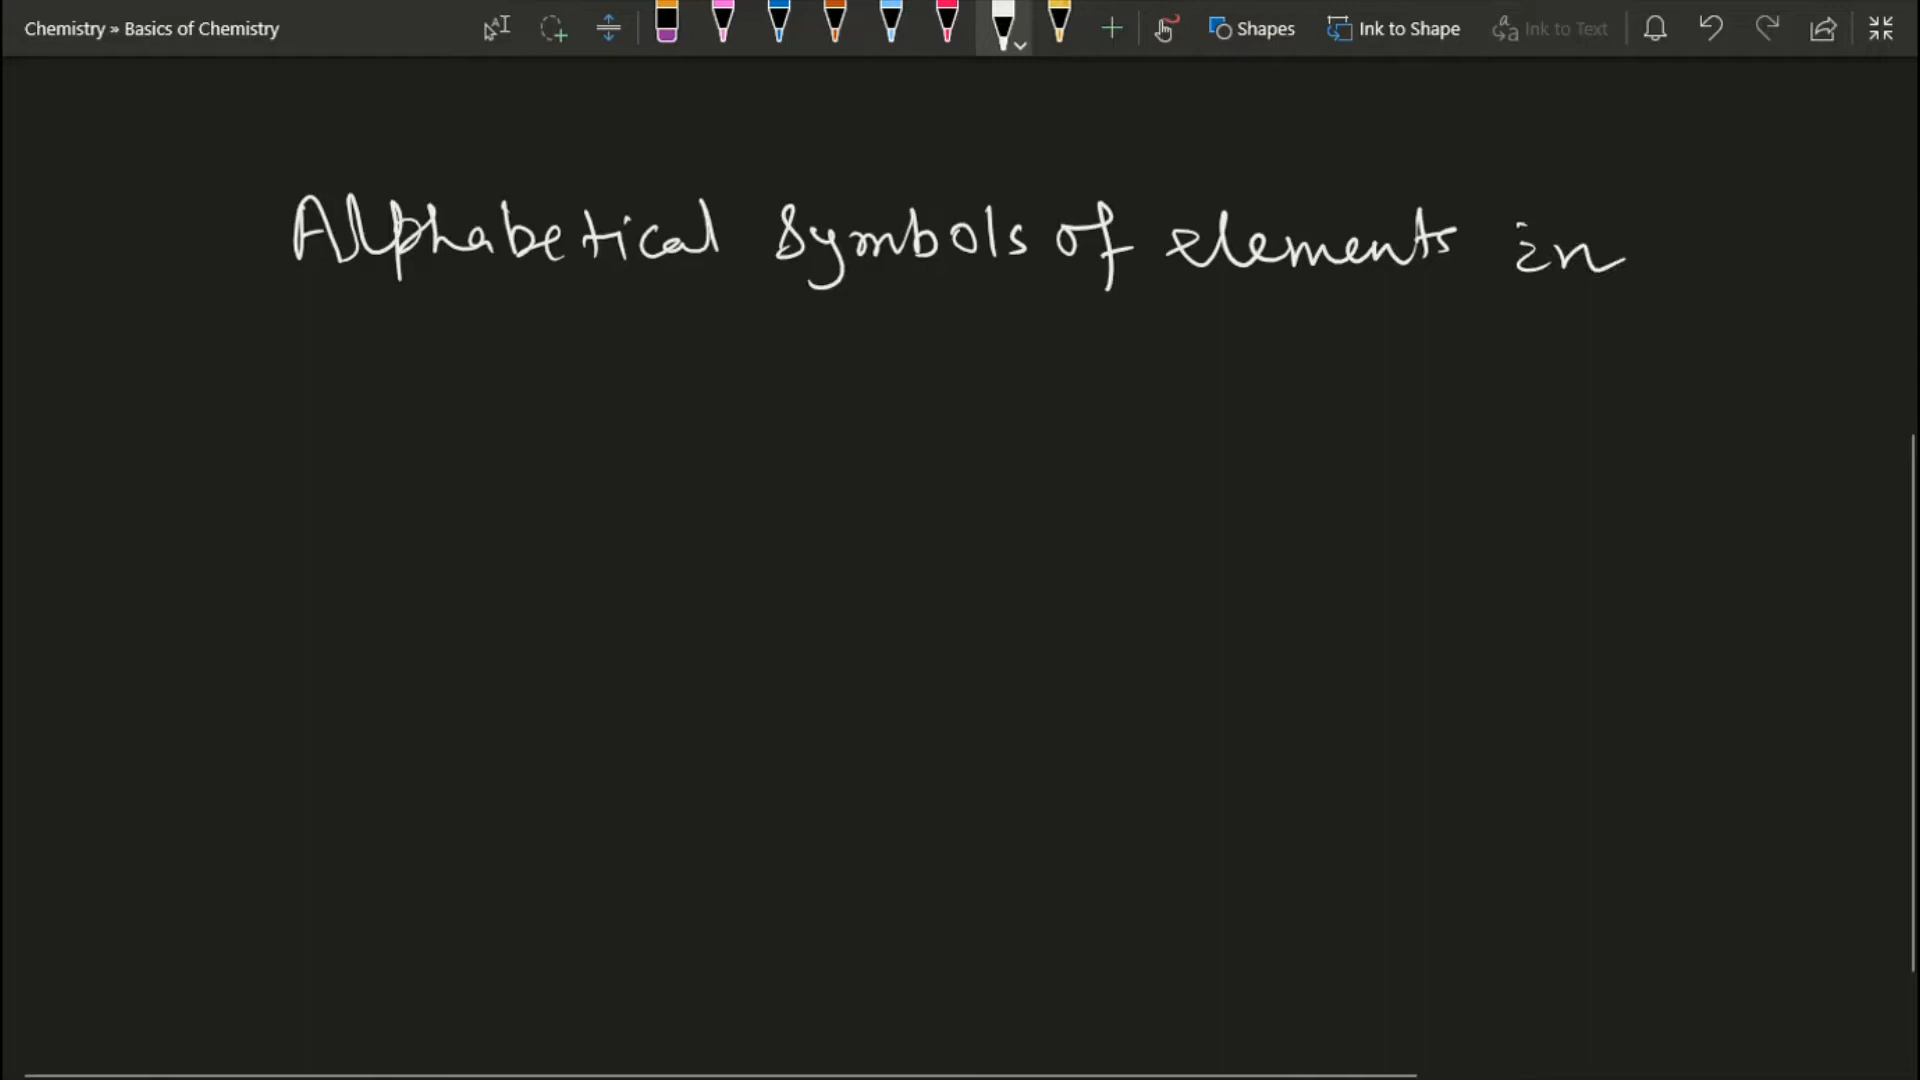 Chemistry » Basics of Chemistry
Shapes
Ink to Shape
Ink to Text
Alphabetical Symbols of elements in